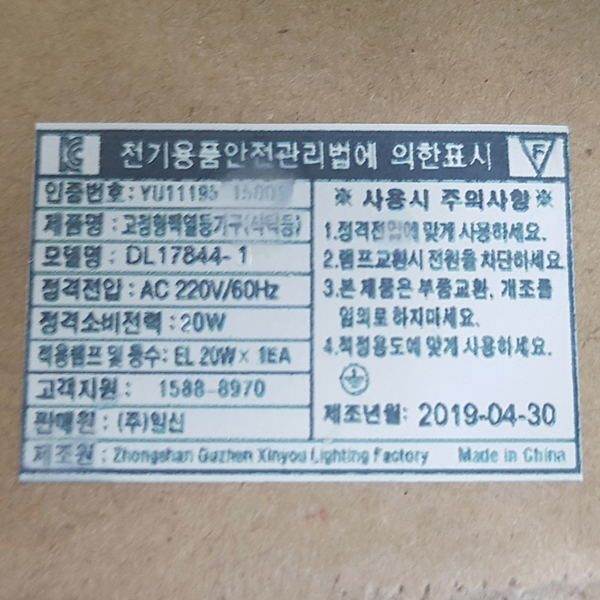 전기용품안전관리법에 의한표시
인증번호: YU11195 15001
제품명: 고정형백열등기구(식탁등)
모델명: DL17844-1
정격전압: AC 220V/60Hz
정격소비전력: 20W
적용램프 및 등수: EL 20W× 1EA
고객지원: 1588-8970
판매원: (주)일신
※ 사용시 주의사항 ※
1.정격전압에 맞게 사용하세요.
2.램프교환시 전원을 차단하세요
3.본 제품은 부품교환, 개조를
임의로 하지마세요.
4.적정용도에 맞게 사용하세요.
제조년월: 2019-04-30
제조원: Zhongshan Guzhen Xinyou Lighting Factory Made in China